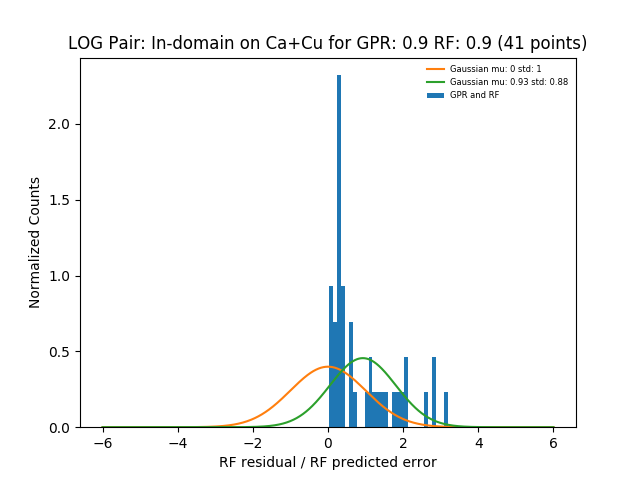 LOG Pair: In-domain on Ca+Cu for GPR: 0.9 RF: 0.9 (41 points)
Gaussian mu: 0 std: 1
Gaussian mu: 0.93 std: 0.88
GPR and RF
Normalized Counts
2.0
1.5
1.0
0.5
0.0
−6 −4 −2 0 2 4 6
RF residual / RF predicted error